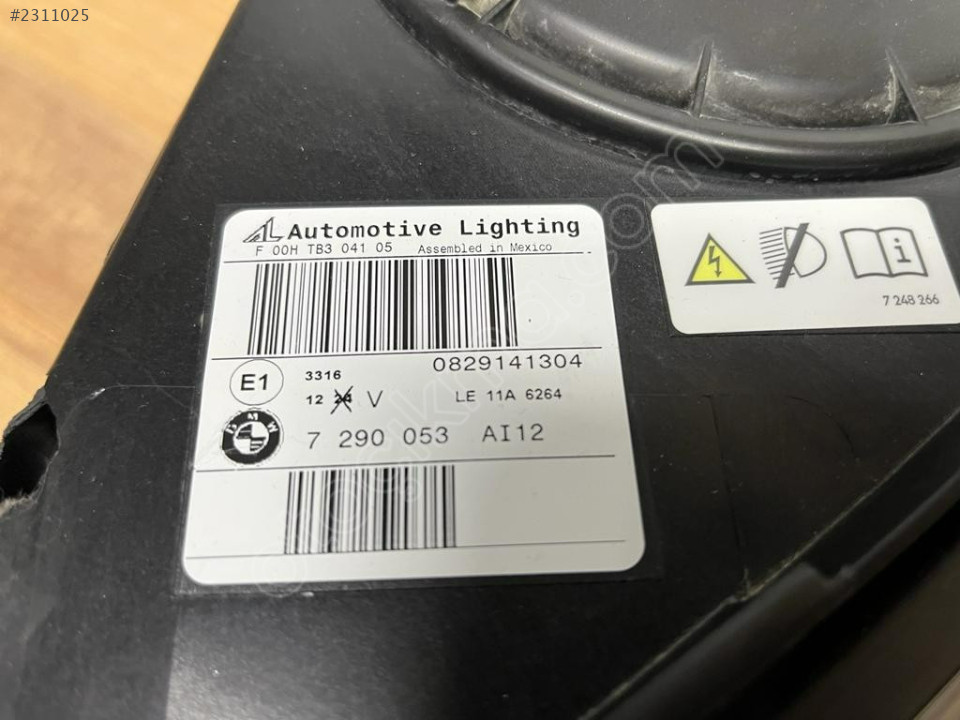 #2311025
Automotive Lighting
F 00H TB3 041 05 Assembled in Mexico
E1 3316 0829141304
12 24 V LE 11A 6264
BMW 7 290 053 AI12
7 248 266